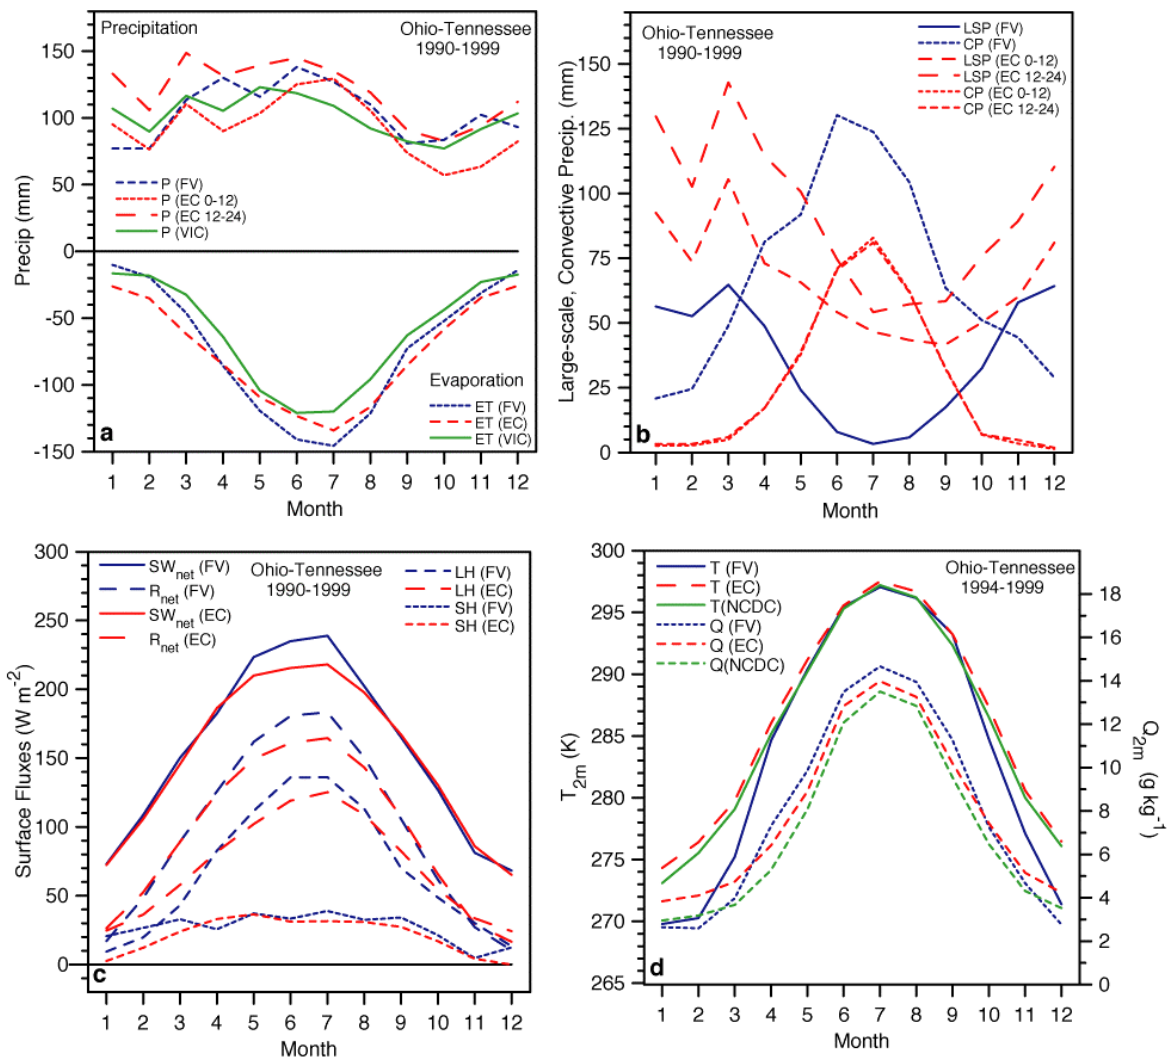 Precipitation
Ohio-Tennessee
1990-1999
150
100
50
0
-50
-100
-150
Precip (mm)
P (FV)
P (EC 0-12)
P (EC 12-24)
P (VIC)
Evaporation
ET (FV)
ET (EC)
ET (VIC)
a
1 2 3 4 5 6 7 8 9 10 11 12
Month
Ohio-Tennessee
1990-1999
LSP (FV)
CP (FV)
LSP (EC 0-12)
LSP (EC 12-24)
CP (EC 0-12)
CP (EC 12-24)
150
125
100
75
50
25
0
Large-scale, Convective Precip. (mm)
b
1 2 3 4 5 6 7 8 9 10 11 12
Month
300
250
200
150
100
50
0
Surface Fluxes (W m-2)
SWnet (FV)
Rnet (FV)
SWnet (EC)
Rnet (EC)
Ohio-Tennessee
1990-1999
LH (FV)
LH (EC)
SH (FV)
SH (EC)
c
1 2 3 4 5 6 7 8 9 10 11 12
Month
300
295
290
285
280
275
270
265
T2m (K)
T (FV)
T (EC)
T(NCDC)
Q (FV)
Q (EC)
Q(NCDC)
Ohio-Tennessee
1994-1999
18
16
14
12
10
8
6
4
2
0
Q2m (g kg-1)
d
1 2 3 4 5 6 7 8 9 10 11 12
Month